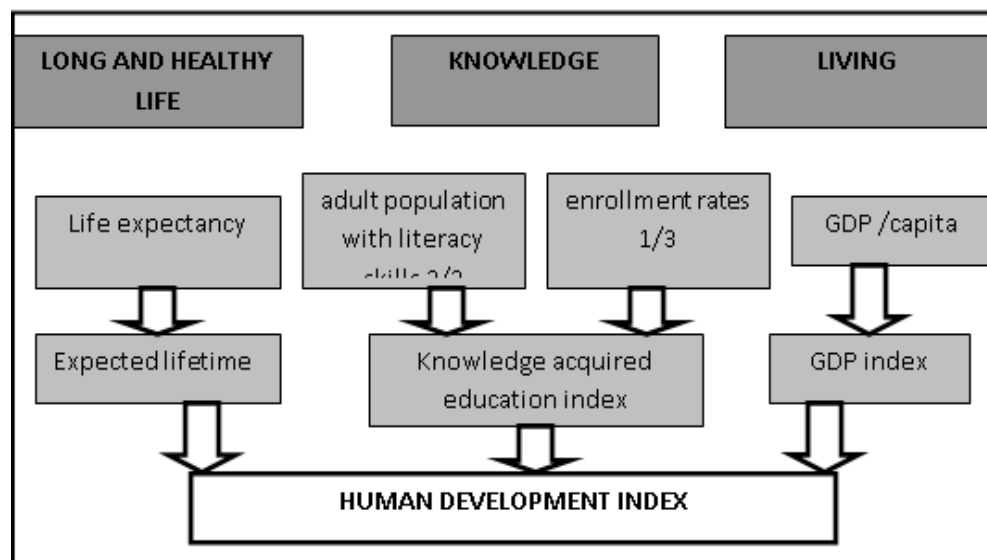 LONG AND HEALTHY
LIFE
KNOWLEDGE
LIVING
Life expectancy
adult population
with literacy
enrollment rates
1/3
GDP /capita
Expected lifetime
Knowledge acquired
education index
GDP index
HUMAN DEVELOPMENT INDEX